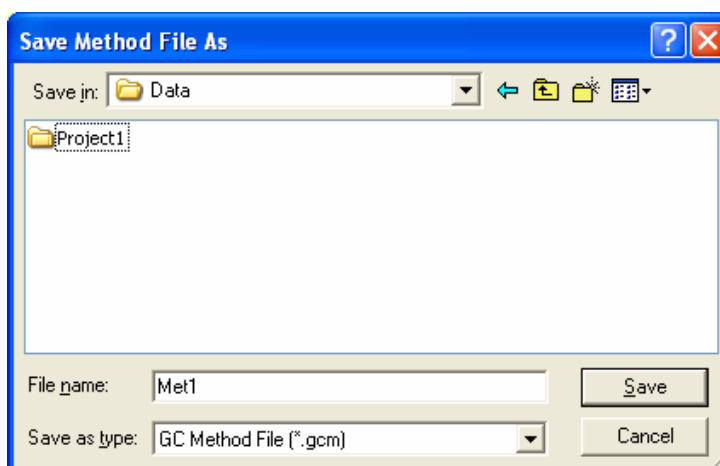 Save Method File As
Save in: Data
Project1
File name: Met1
Save
Save as type: GC Method File (*.gcm)
Cancel